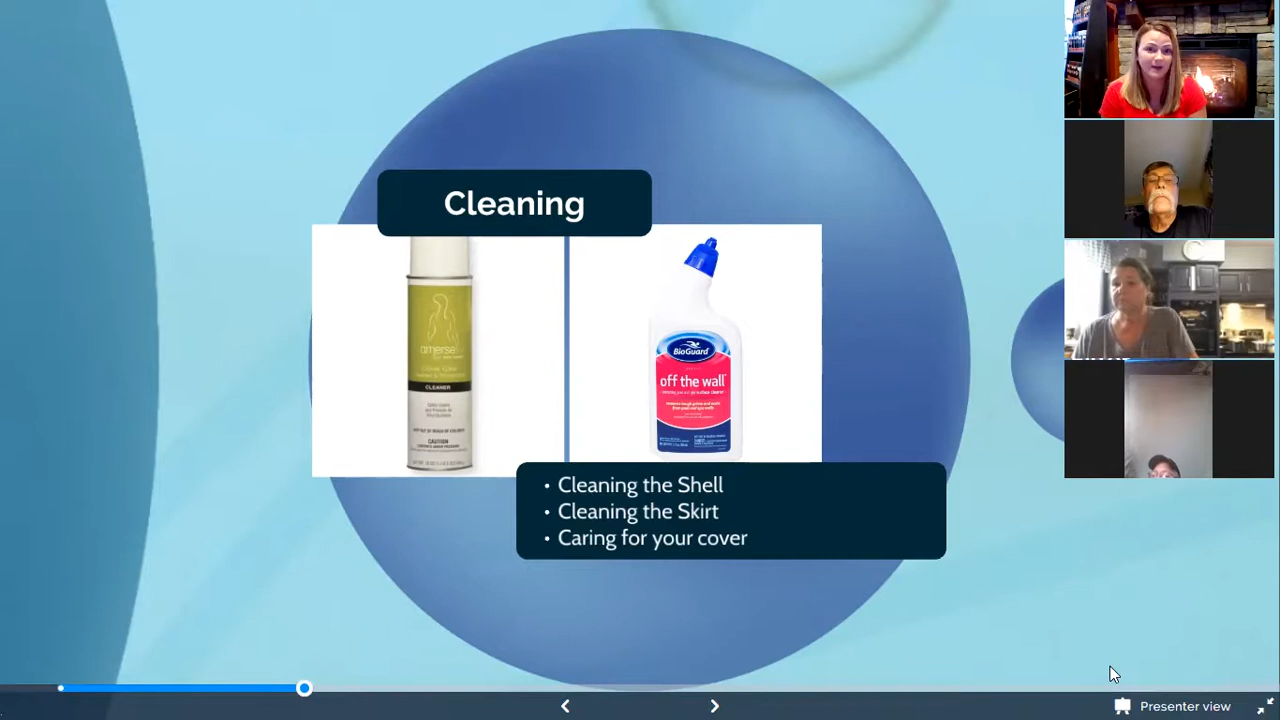 Cleaning
CLEANER
CAUTION
BioGuard
off the wall
• Cleaning the Shell
• Cleaning the Skirt
• Caring for your cover
Presenter view